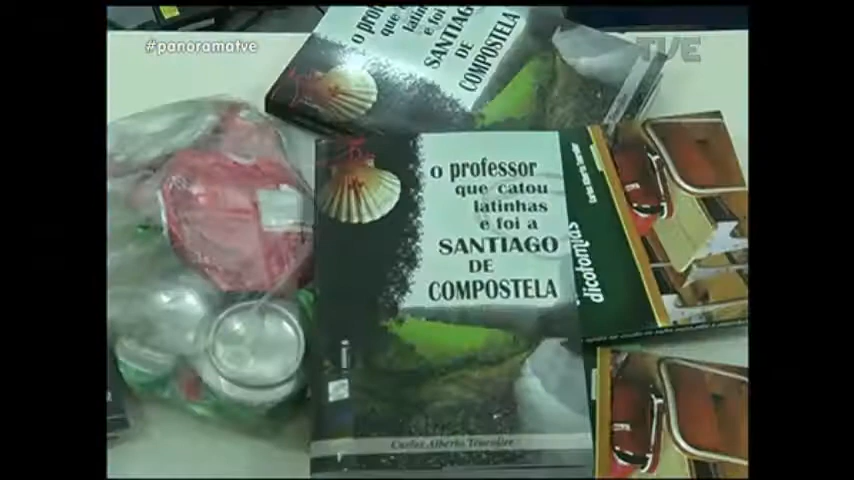 #panoramatve
TVE
o professor
que catou
latinhas
e foi a
SANTIAGO
DE
COMPOSTELA
o professor
que catou
latinhas
e foi a
SANTIAGO
DE
COMPOSTELA
dicotomias